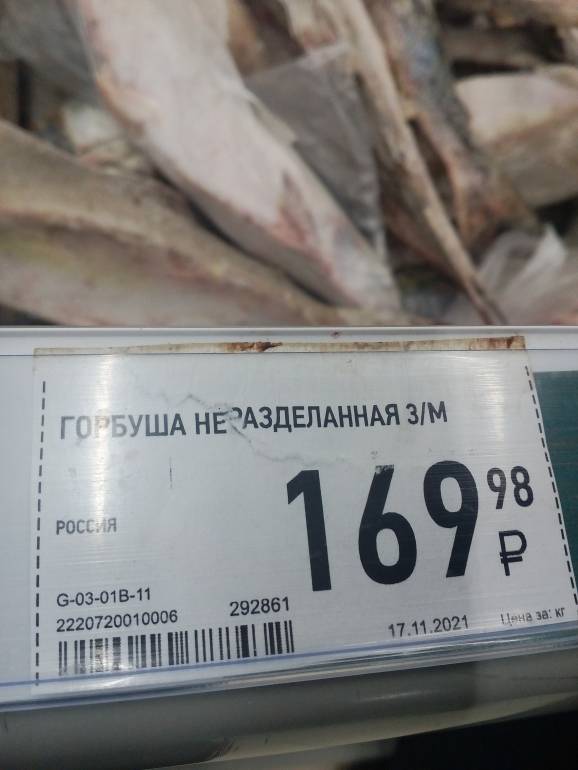 ГОРБУША НЕРАЗДЕЛАННАЯ З/М
169 98
₽
РОССИЯ
G-03-01B-11
2220720010006 292861
17.11.2021 Цена за: кг